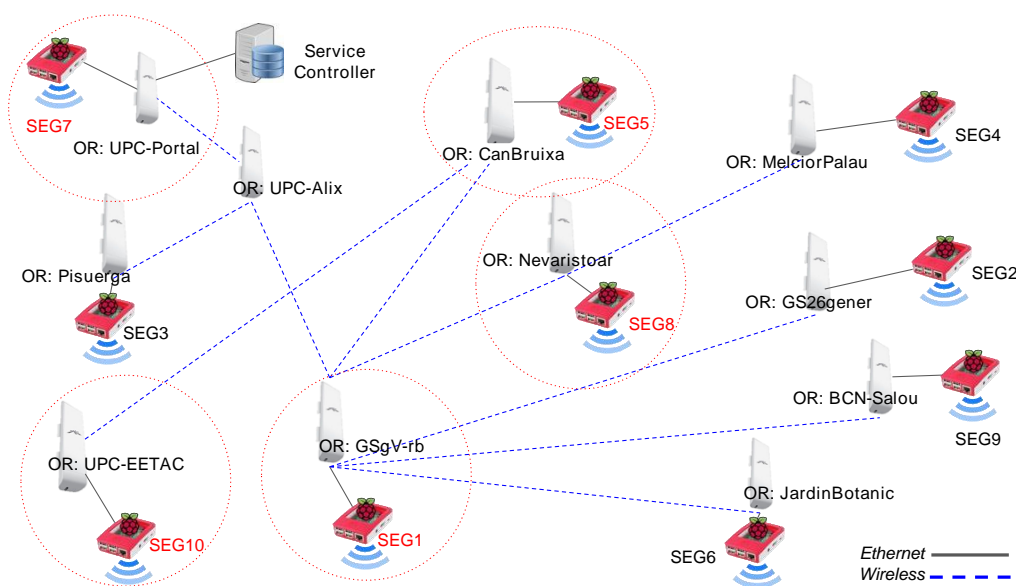 Service
Controller
SEG7
OR: UPC-Portal
SEG5
OR: CanBruixa
SEG4
OR: MelciorPalau
OR: UPC-Alix
OR: Pisuerga
SEG3
OR: Nevaristoar
SEG8
SEG2
OR: GS26gener
OR: BCN-Salou
SEG9
OR: UPC-EETAC
SEG10
OR: GSgV-rb
SEG1
OR: JardinBotanic
SEG6
Ethernet
Wireless